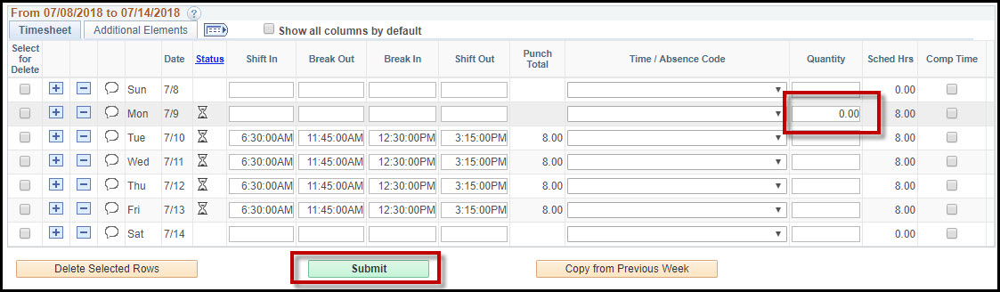 From 07/08/2018 to 07/14/2018 ?
Timesheet Additional Elements Show all columns by default
Select for Delete Date Status Shift In Break Out Break In Shift Out Punch Total Time / Absence Code Quantity Sched Hrs Comp Time
Sun 7/8 0.00
Mon 7/9 0.00 8.00
Tue 7/10 6:30:00AM 11:45:00AM 12:30:00PM 3:15:00PM 8.00 8.00
Wed 7/11 6:30:00AM 11:45:00AM 12:30:00PM 3:15:00PM 8.00 8.00
Thu 7/12 6:30:00AM 11:45:00AM 12:30:00PM 3:15:00PM 8.00 8.00
Fri 7/13 6:30:00AM 11:45:00AM 12:30:00PM 3:15:00PM 8.00 8.00
Sat 7/14 0.00
Delete Selected Rows Submit Copy from Previous Week